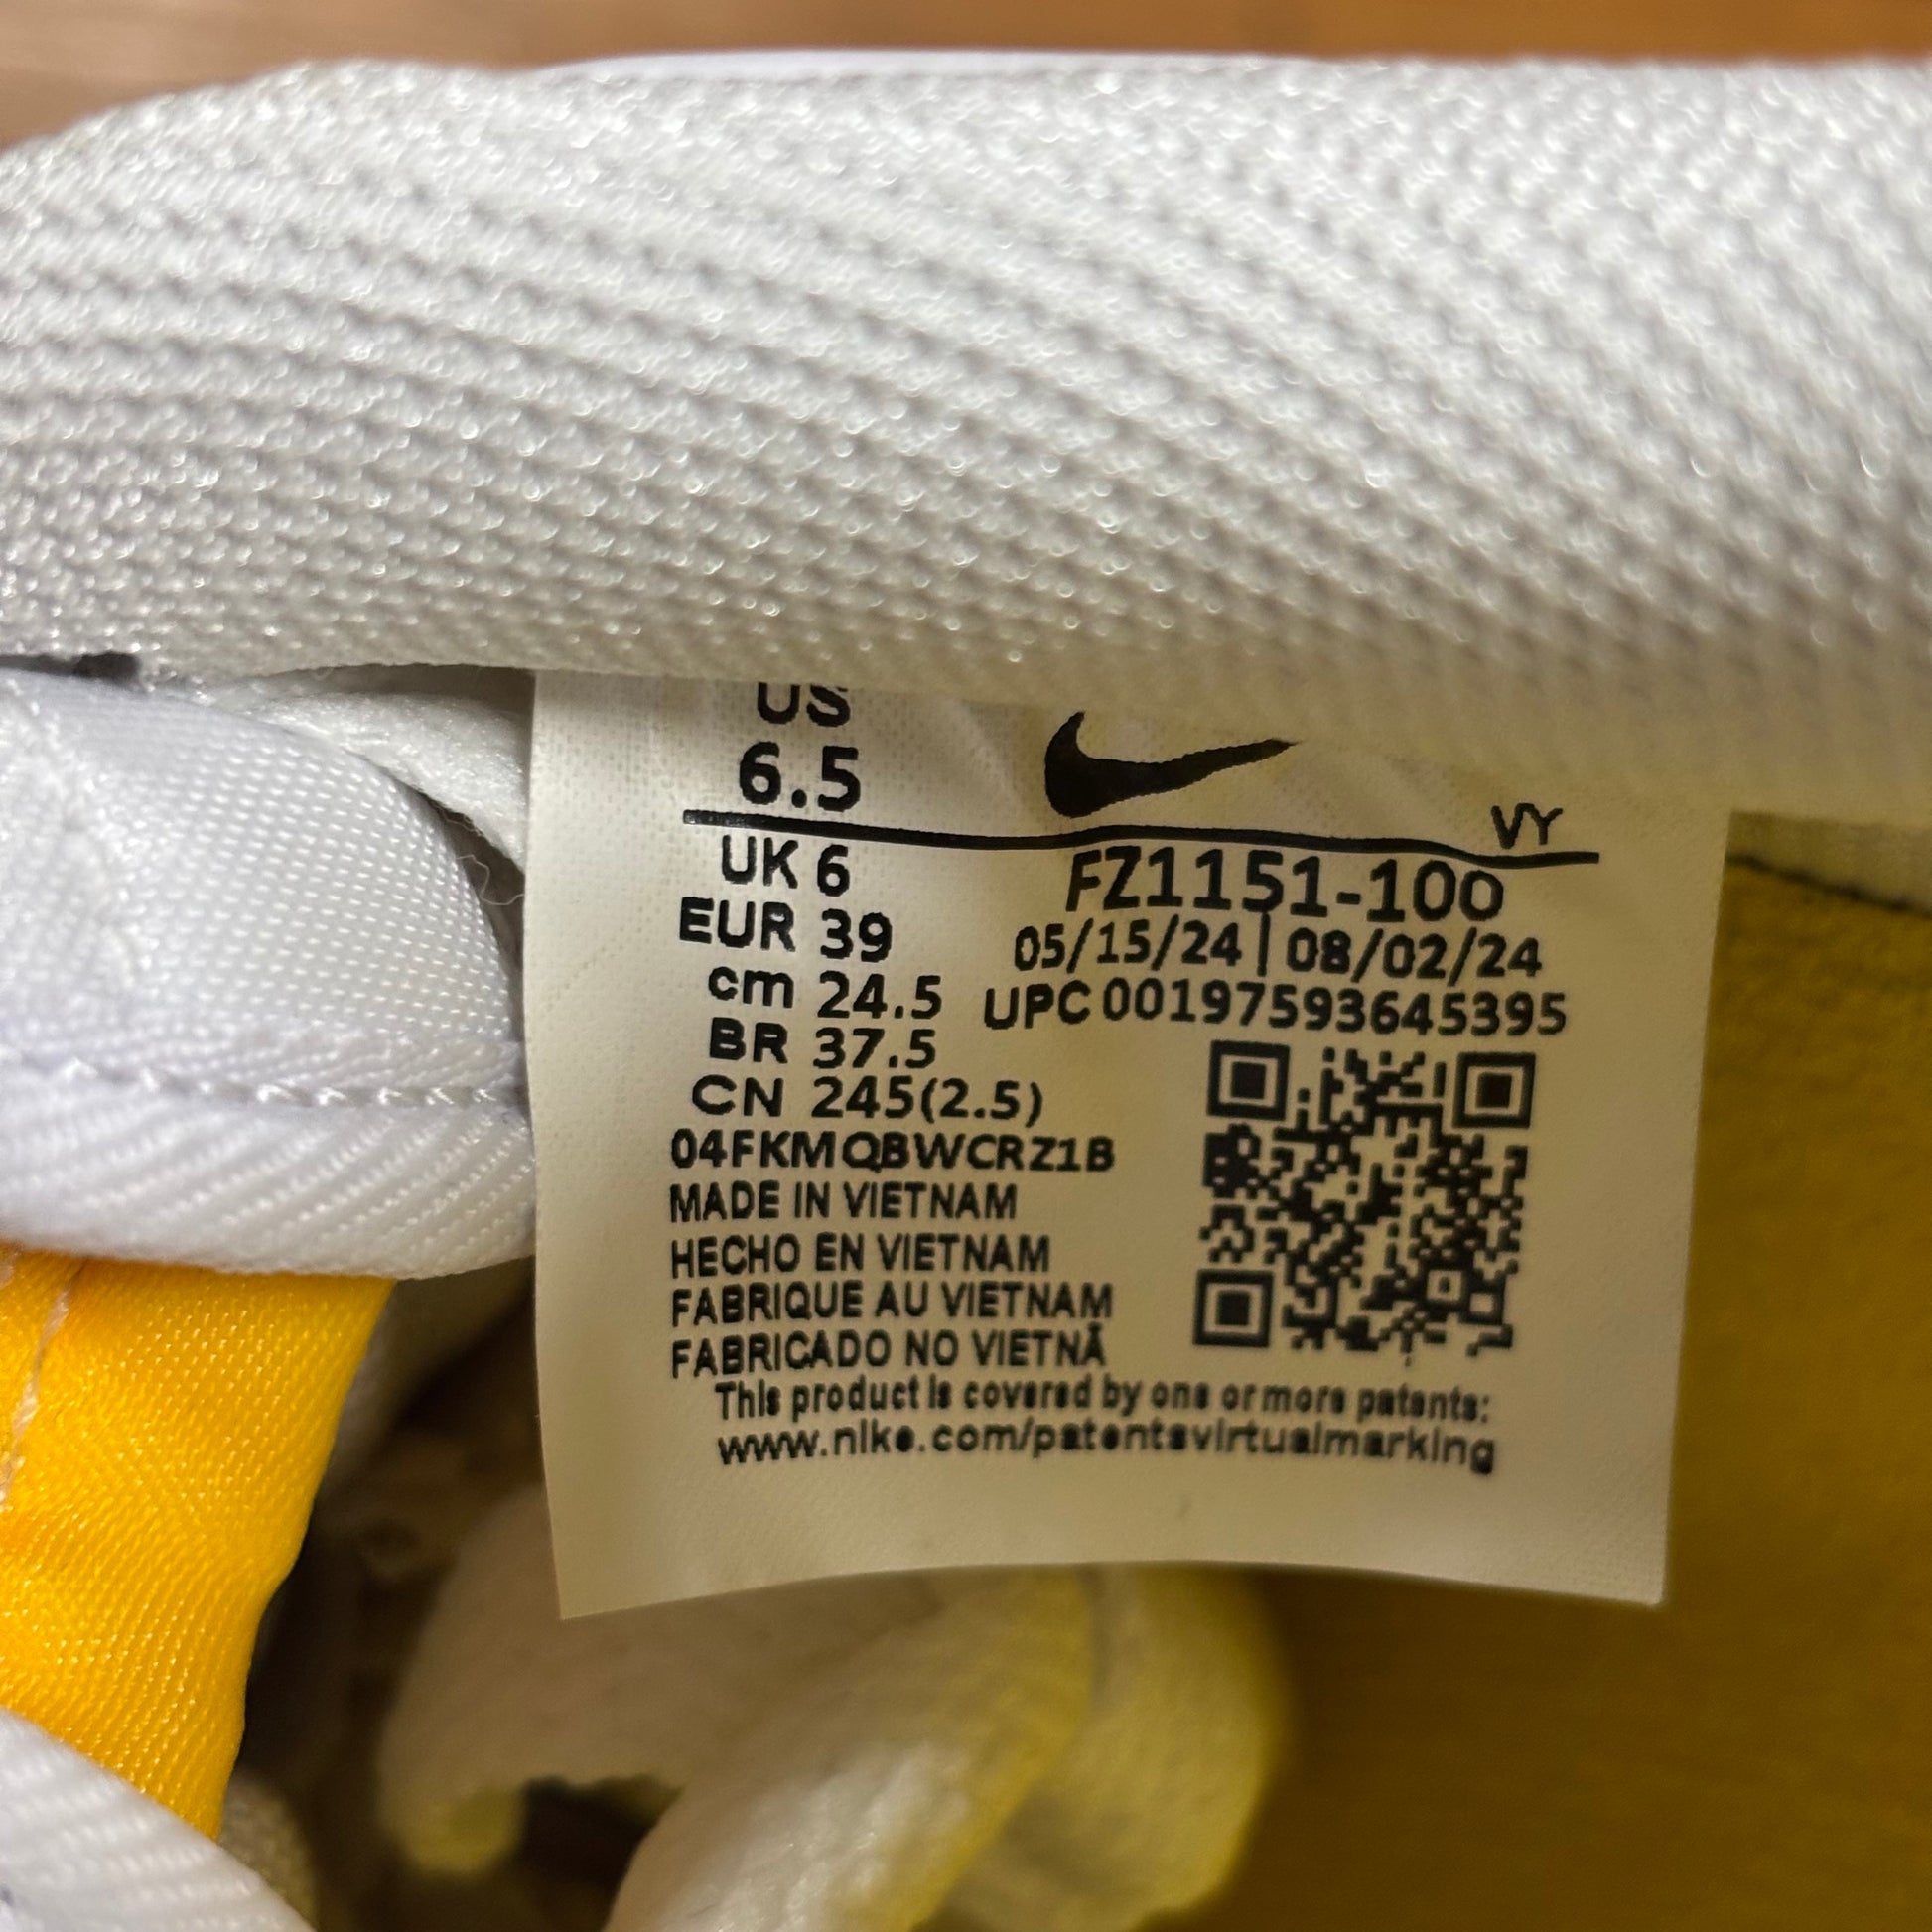 US
6.5
VY
UK 6
FZ1151-100
EUR 39
05/15/24 | 08/02/24
cm 24.5
UPC 00197593645395
BR 37.5
CN 245(2.5)
04FKMQBWCRZ1B
MADE IN VIETNAM
HECHO EN VIETNAM
FABRIQUE AU VIETNAM
FABRICADO NO VIETNÃ
This product is covered by one or more patents:
www.nike.com/patentsvirtualmarking